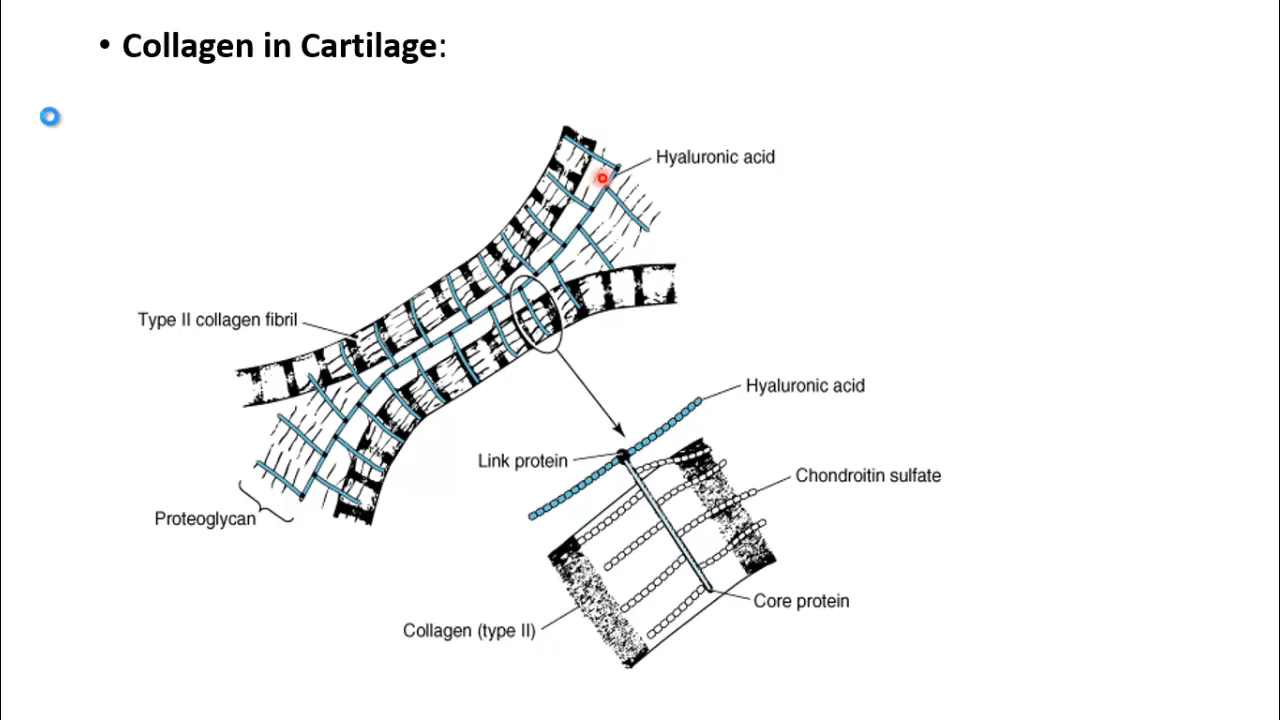 • Collagen in Cartilage:
Hyaluronic acid
Type II collagen fibril
Hyaluronic acid
Link protein
Chondroitin sulfate
Proteoglycan
Core protein
Collagen (type II)